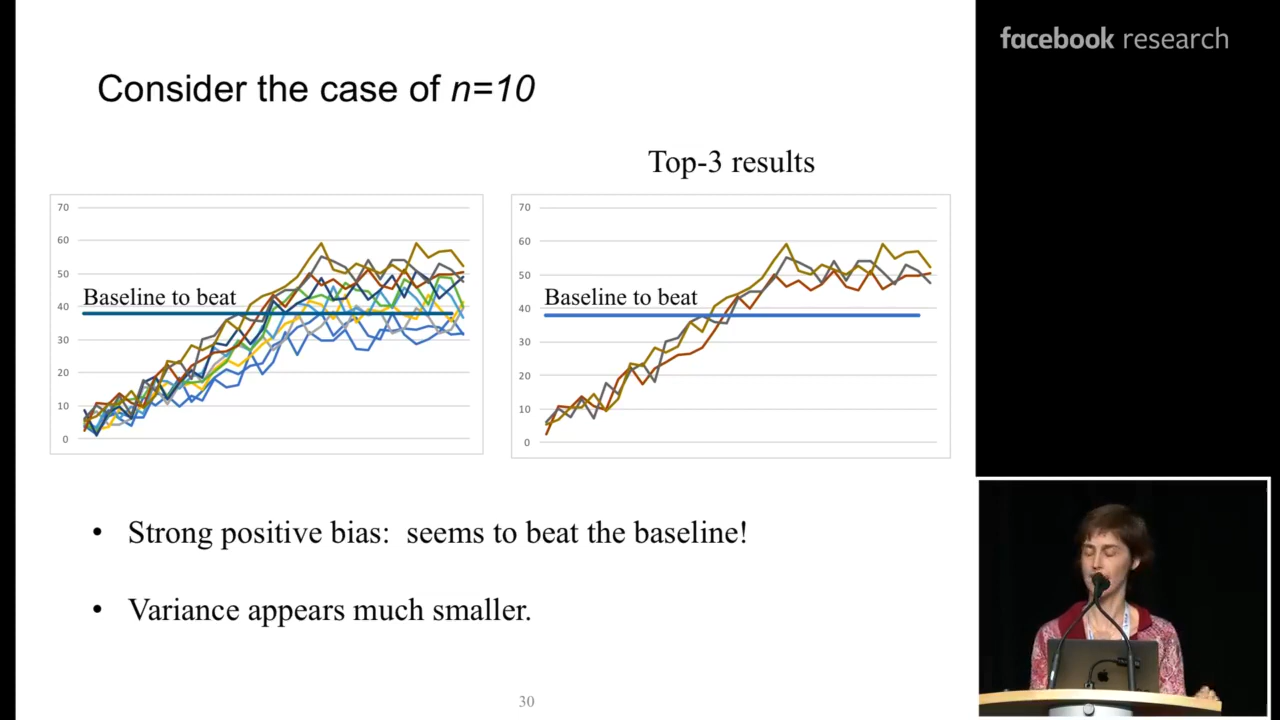 facebook research
Consider the case of n=10
Top-3 results
70
60
50
40
30
20
10
0
Baseline to beat
70
60
50
40
30
20
10
0
Baseline to beat
• Strong positive bias: seems to beat the baseline!
• Variance appears much smaller.
30